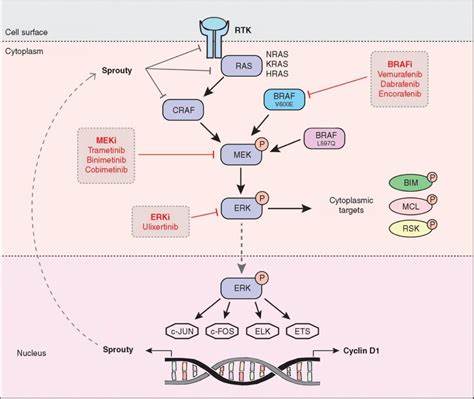 Cell surface
RTK
Cytoplasm
NRAS
KRAS
HRAS
RAS
Sprouty
BRAFi
Vemurafenib
Dabrafenib
Encorafenib
BRAF
V600E
CRAF
BRAF
L597Q
MEKi
Trametinib
Binimetinib
Cobimetinib
P
MEK
P
BIM
ERKi
Ulixertinib
P
ERK
Cytoplasmic
targets
P
MCL
P
RSK
P
ERK
c-JUN
c-FOS
ELK
ETS
Nucleus
Sprouty
Cyclin D1